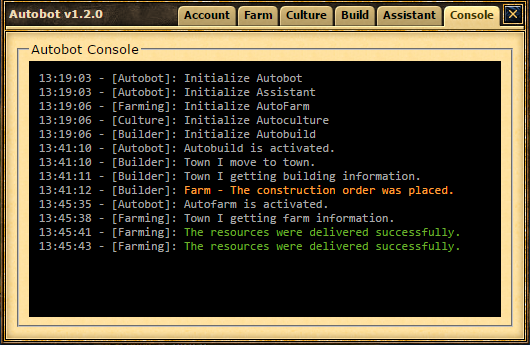 Autobot v1.2.0
Account
Farm
Culture
Build
Assistant
Console
X
Autobot Console
13:19:03 - [Autobot]: Initialize Autobot
13:19:03 - [Autobot]: Initialize Assistant
13:19:06 - [Farming]: Initialize AutoFarm
13:19:06 - [Culture]: Initialize Autoculture
13:19:06 - [Builder]: Initialize Autobuild
13:41:10 - [Autobot]: Autobuild is activated.
13:41:10 - [Builder]: Town I move to town.
13:41:11 - [Builder]: Town I getting building information.
13:41:12 - [Builder]: Farm - The construction order was placed.
13:45:35 - [Autobot]: Autofarm is activated.
13:45:38 - [Farming]: Town I getting farm information.
13:45:41 - [Farming]: The resources were delivered successfully.
13:45:43 - [Farming]: The resources were delivered successfully.